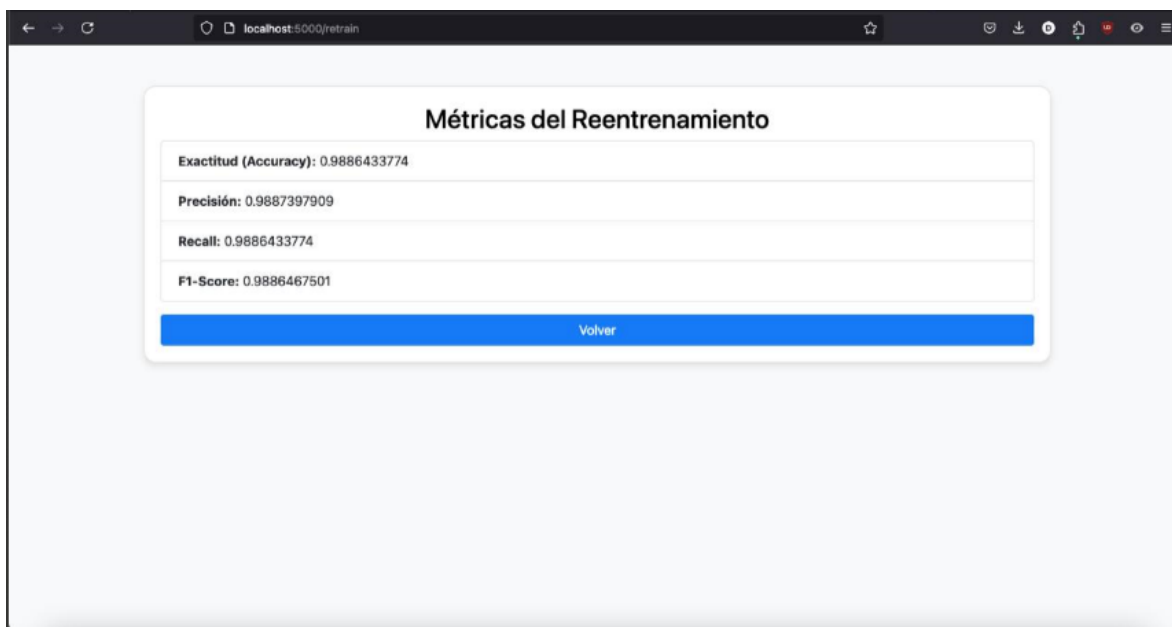 localhost:5000/retrain
Métricas del Reentrenamiento
Exactitud (Accuracy): 0.9886433774
Precisión: 0.9887397909
Recall: 0.9886433774
F1-Score: 0.9886467501
Volver